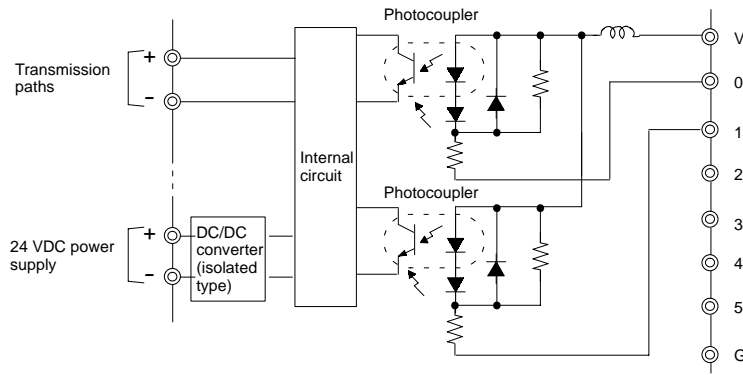 Photocoupler
V
+
Transmission
paths
−
0
1
Internal
circuit
2
Photocoupler
3
24 VDC power
supply
+
−
DC/DC
converter
(isolated
type)
4
5
G